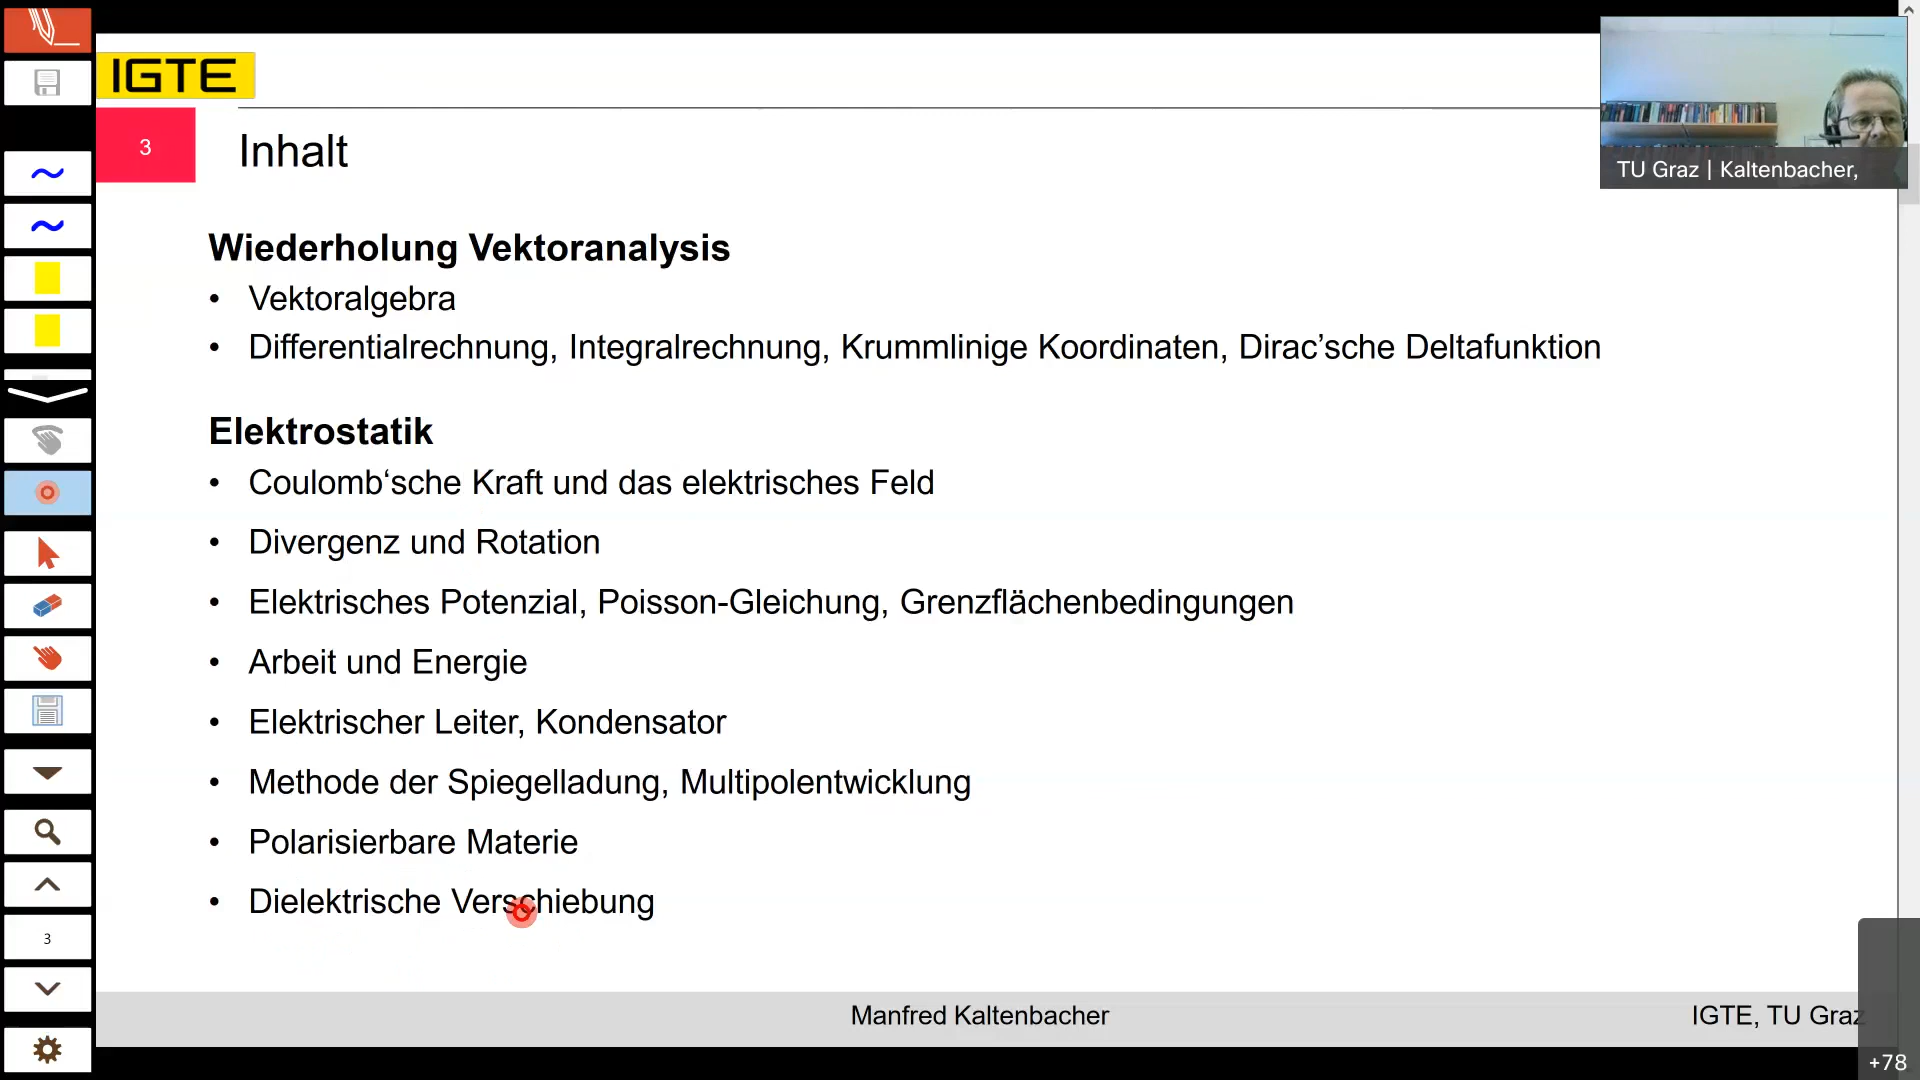 IGTE
3
Inhalt
TU Graz | Kaltenbacher,
Wiederholung Vektoranalysis
• Vektoralgebra
• Differentialrechnung, Integralrechnung, Krummlinige Koordinaten, Dirac’sche Deltafunktion
Elektrostatik
• Coulomb‘sche Kraft und das elektrisches Feld
• Divergenz und Rotation
• Elektrisches Potenzial, Poisson-Gleichung, Grenzflächenbedingungen
• Arbeit und Energie
• Elektrischer Leiter, Kondensator
• Methode der Spiegelladung, Multipolentwicklung
• Polarisierbare Materie
• Dielektrische Verschiebung
3
Manfred Kaltenbacher
IGTE, TU Graz
+78